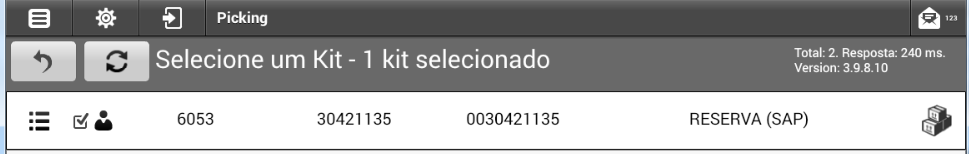 Picking
123
Selecione um Kit - 1 kit selecionado
Total: 2. Resposta: 240 ms.
Version: 3.9.8.10
6053 30421135 0030421135 RESERVA (SAP)